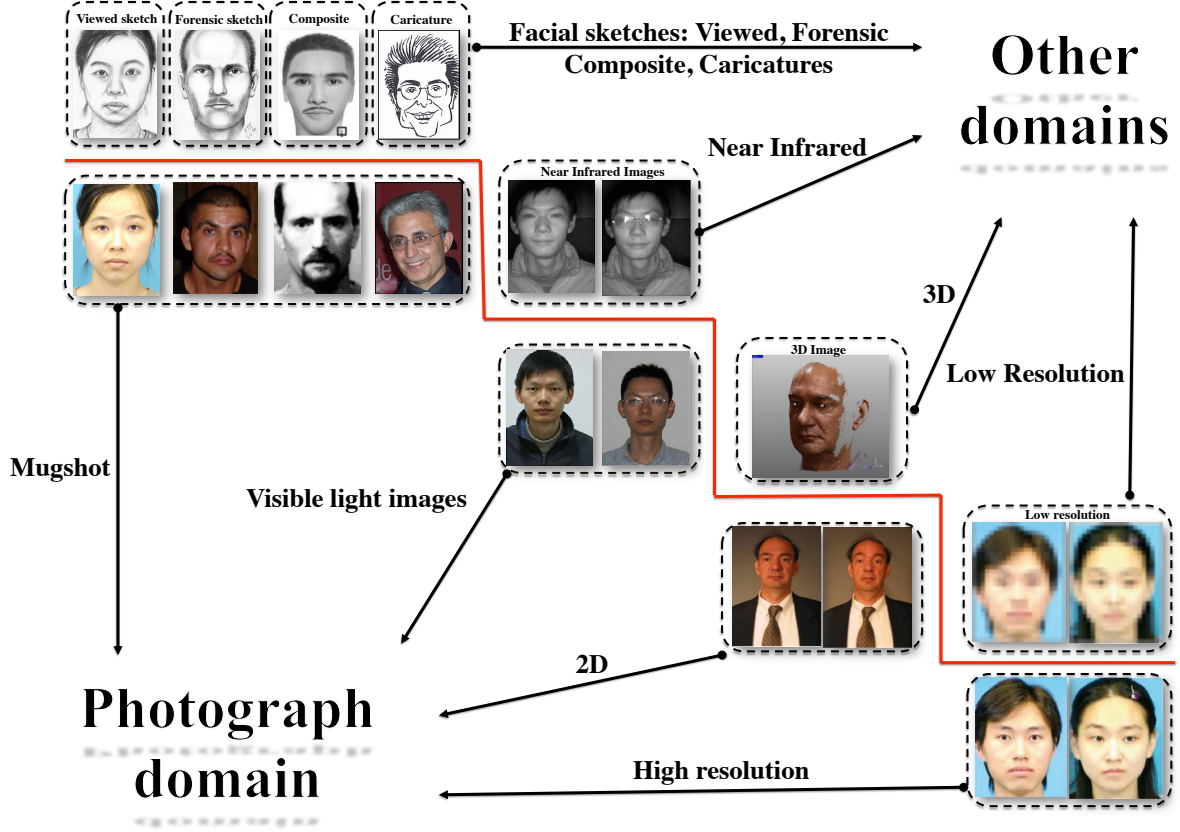 Viewed sketch
Forensic sketch
Composite
Caricature
Facial sketches: Viewed, Forensic
Composite, Caricatures
Other
domains
Near Infrared
Near Infrared Images
3D
3D Image
Low Resolution
Mugshot
Visible light images
Low resolution
2D
Photograph
domain
High resolution